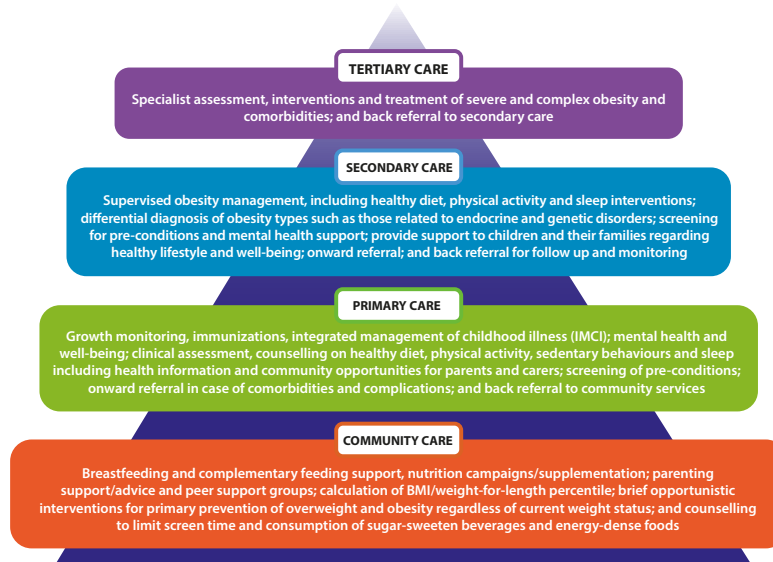 TERTIARY CARE
Specialist assessment, interventions and treatment of severe and complex obesity and
comorbidities; and back referral to secondary care
SECONDARY CARE
Supervised obesity management, including healthy diet, physical activity and sleep interventions;
differential diagnosis of obesity types such as those related to endocrine and genetic disorders; screening
for pre-conditions and mental health support; provide support to children and their families regarding
healthy lifestyle and well-being; onward referral; and back referral for follow up and monitoring
PRIMARY CARE
Growth monitoring, immunizations, integrated management of childhood illness (IMCI); mental health and
well-being; clinical assessment, counselling on healthy diet, physical activity, sedentary behaviours and sleep
including health information and community opportunities for parents and carers; screening of pre-conditions;
onward referral in case of comorbidities and complications; and back referral to community services
COMMUNITY CARE
Breastfeeding and complementary feeding support, nutrition campaigns/supplementation; parenting
support/advice and peer support groups; calculation of BMI/weight-for-length percentile; brief opportunistic
interventions for primary prevention of overweight and obesity regardless of current weight status; and counselling
to limit screen time and consumption of sugar-sweeten beverages and energy-dense foods